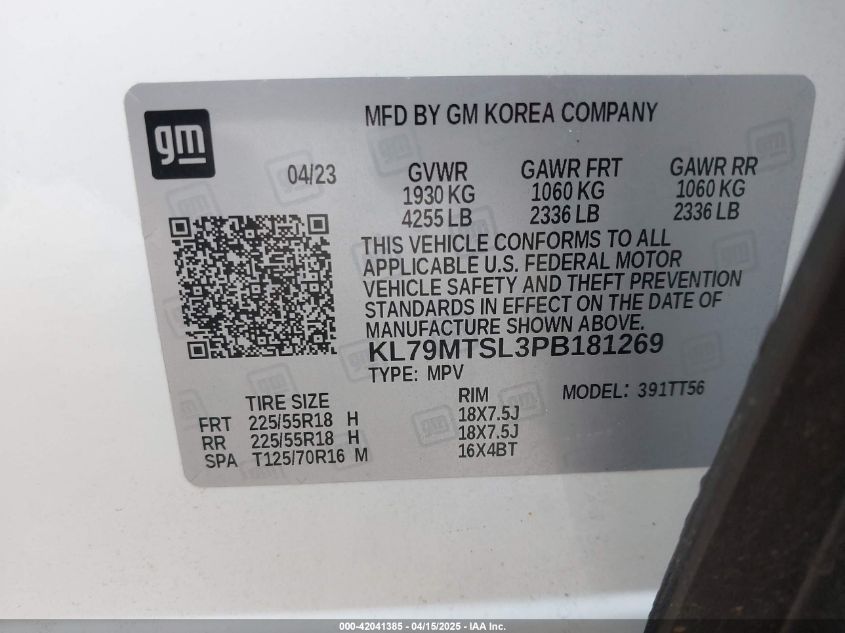 gm
MFD BY GM KOREA COMPANY
04/23
GVWR GAWR FRT GAWR RR
1930 KG 1060 KG 1060 KG
4255 LB 2336 LB 2336 LB
THIS VEHICLE CONFORMS TO ALL
APPLICABLE U.S. FEDERAL MOTOR
VEHICLE SAFETY AND THEFT PREVENTION
STANDARDS IN EFFECT ON THE DATE OF
MANUFACTURE SHOWN ABOVE.
KL79MTSL3PB181269
TYPE: MPV
MODEL: 391TT56
TIRE SIZE RIM
FRT 225/55R18 H 18X7.5J
RR 225/55R18 H 18X7.5J
SPA T125/70R16 M 16X4BT
000-42041385 - 04/15/2025 - IAA Inc.